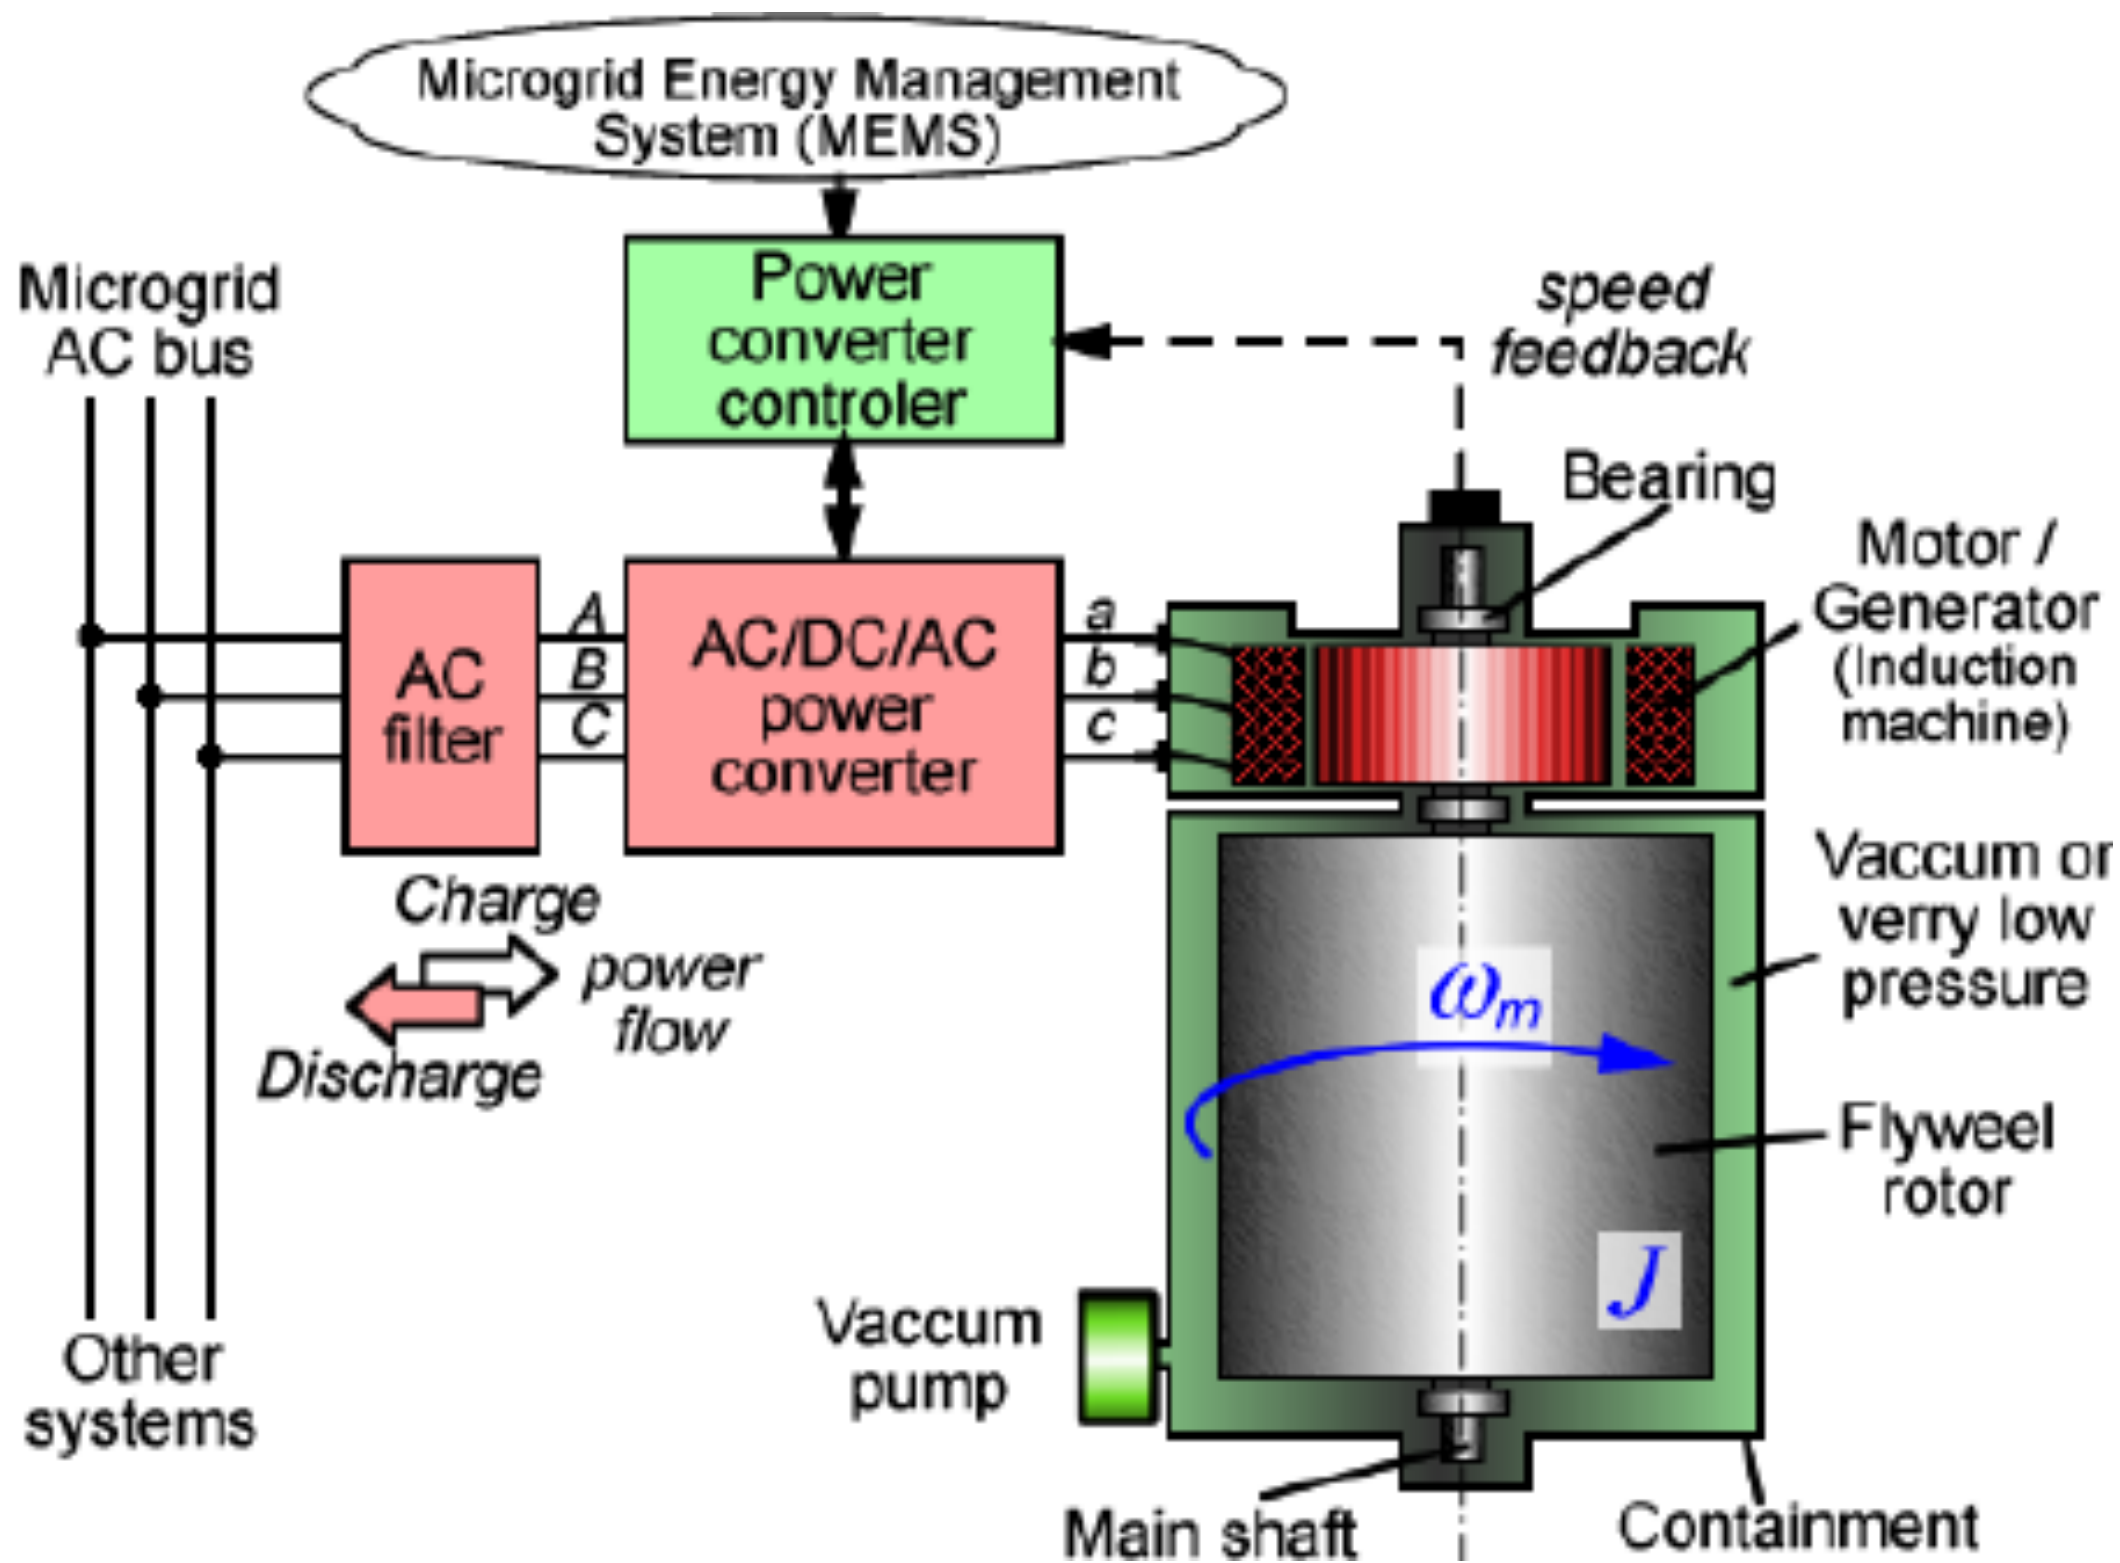 Microgrid Energy Management
System (MEMS)
Microgrid
AC bus
Power
converter
controler
speed
feedback
Bearing
Motor /
Generator
(Induction
machine)
AC
filter
A
B
C
AC/DC/AC
power
converter
a
b
c
Charge
power
flow
Discharge
Vaccum or
verry low
pressure
ωm
Flyweel
rotor
J
Vaccum
pump
Other
systems
Main shaft
Containment